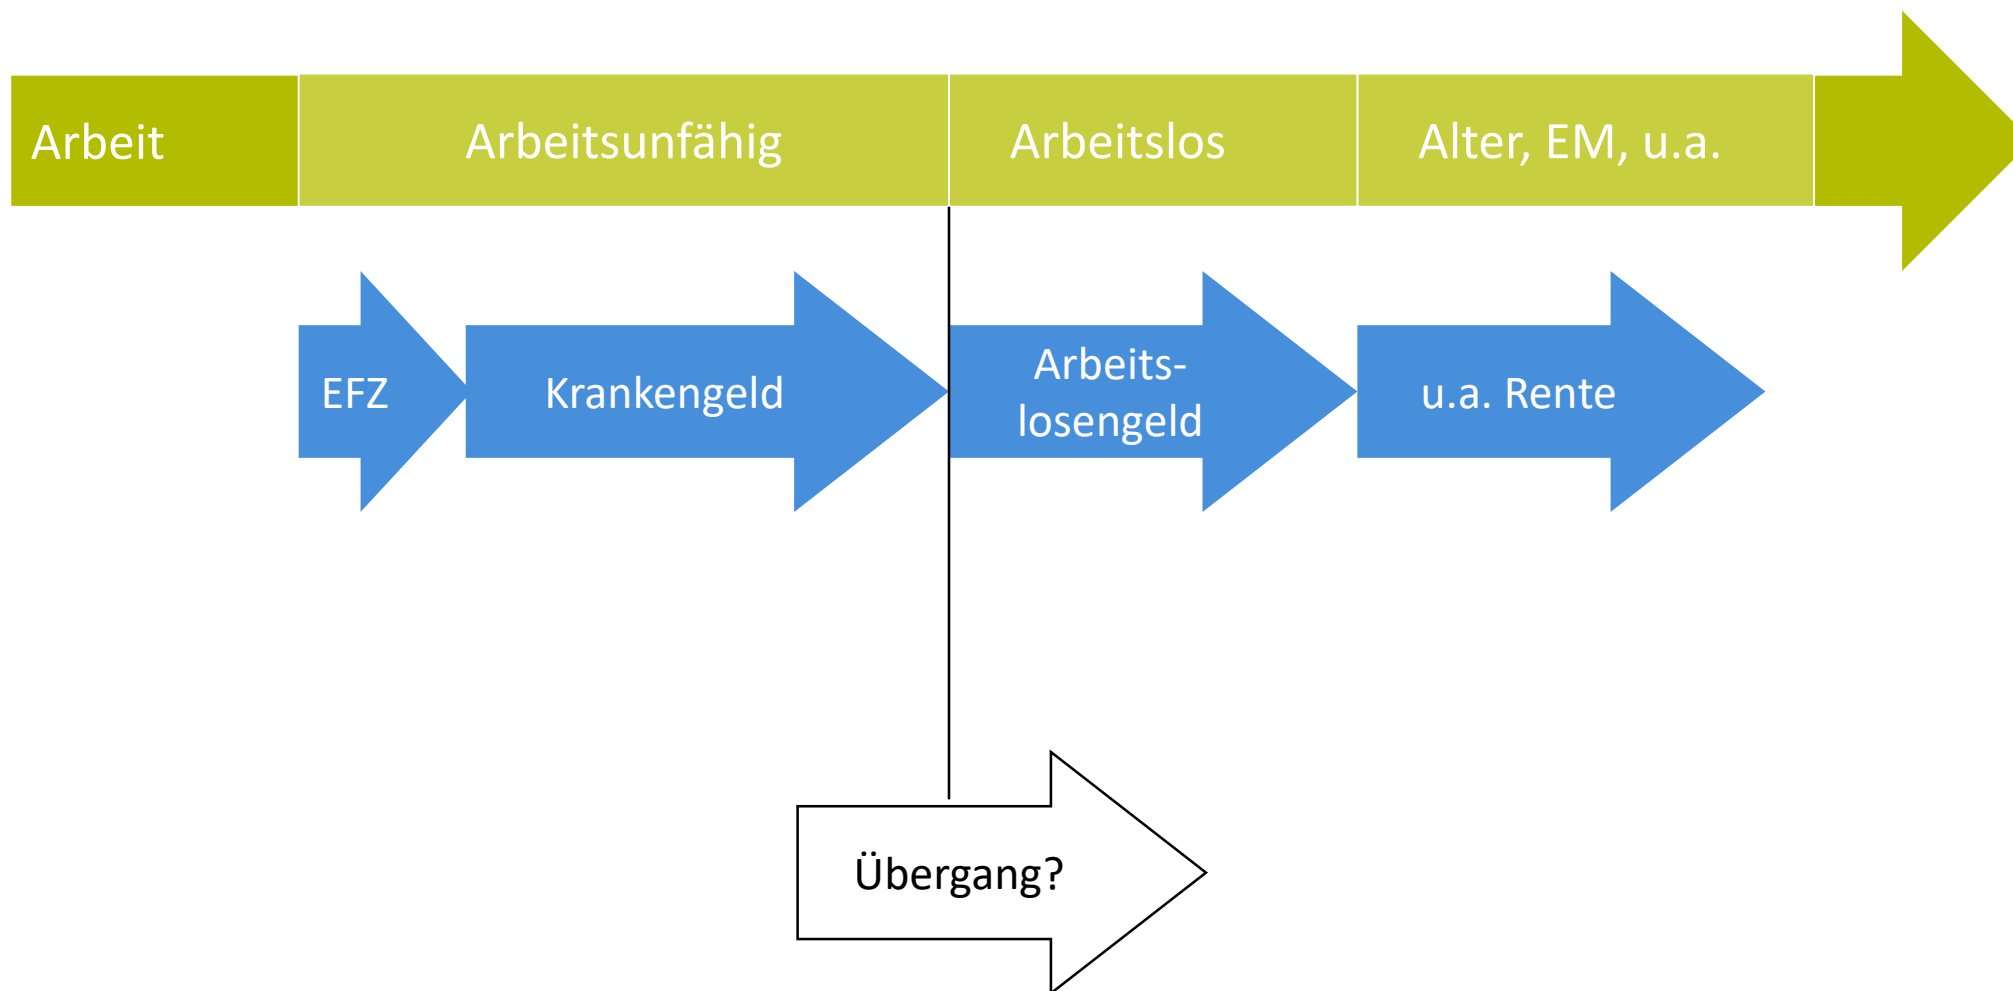 Arbeit
Arbeitsunfähig
Arbeitslos
Alter, EM, u.a.
EFZ
Krankengeld
Arbeits-
losengeld
u.a. Rente
Übergang?